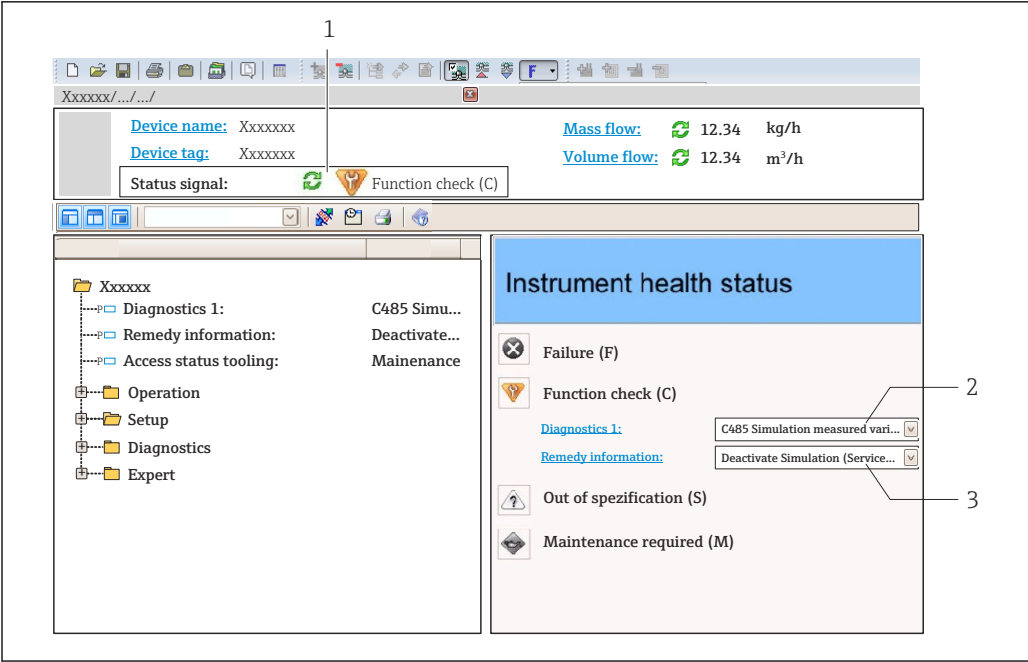 1
F
Xxxxxx/.../.../
Device name: Xxxxxxx
Mass flow: 12.34 kg/h
Device tag: Xxxxxxx
Volume flow: 12.34 m³/h
Status signal: Function check (C)
Instrument health status
Xxxxxx
Diagnostics 1: C485 Simu...
Remedy information: Deactivate...
Access status tooling: Mainenance
Operation
Setup
Diagnostics
Expert
Failure (F)
Function check (C)
2
Diagnostics 1: C485 Simulation measured vari...
Remedy information: Deactivate Simulation (Service...
3
Out of spezification (S)
Maintenance required (M)